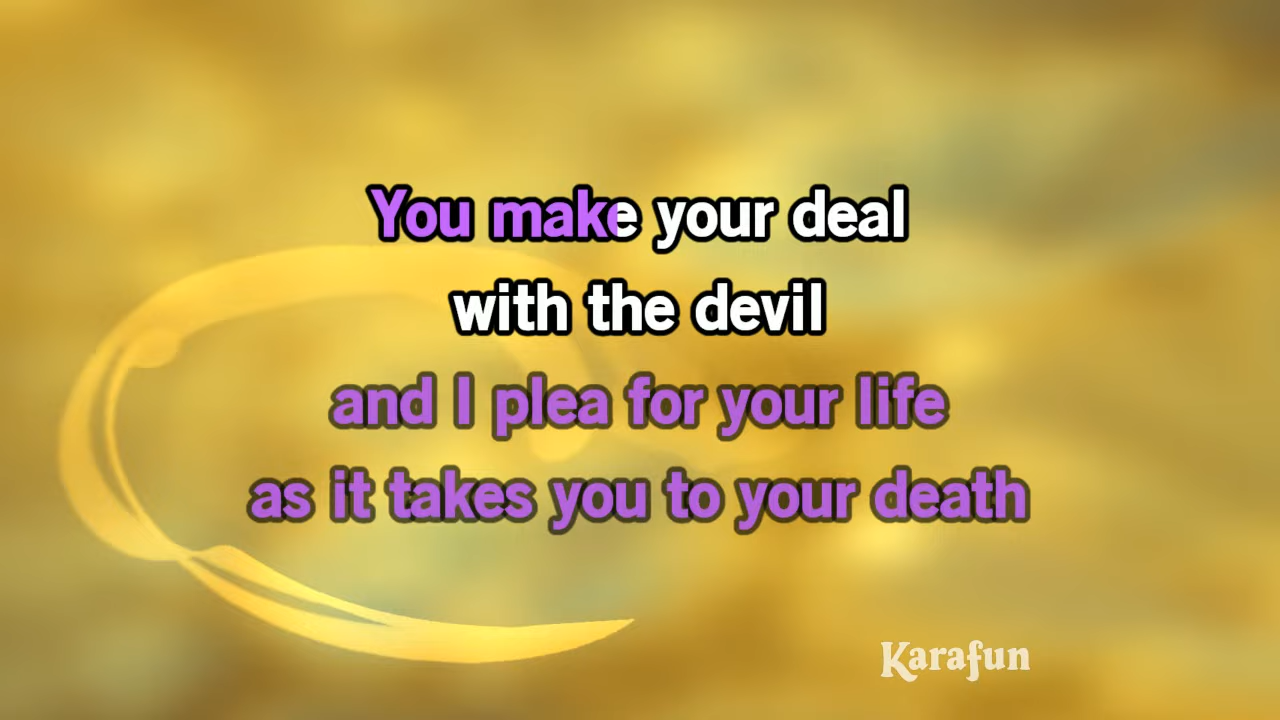 You make your deal
with the devil
and I plea for your life
as it takes you to your death
Karafun